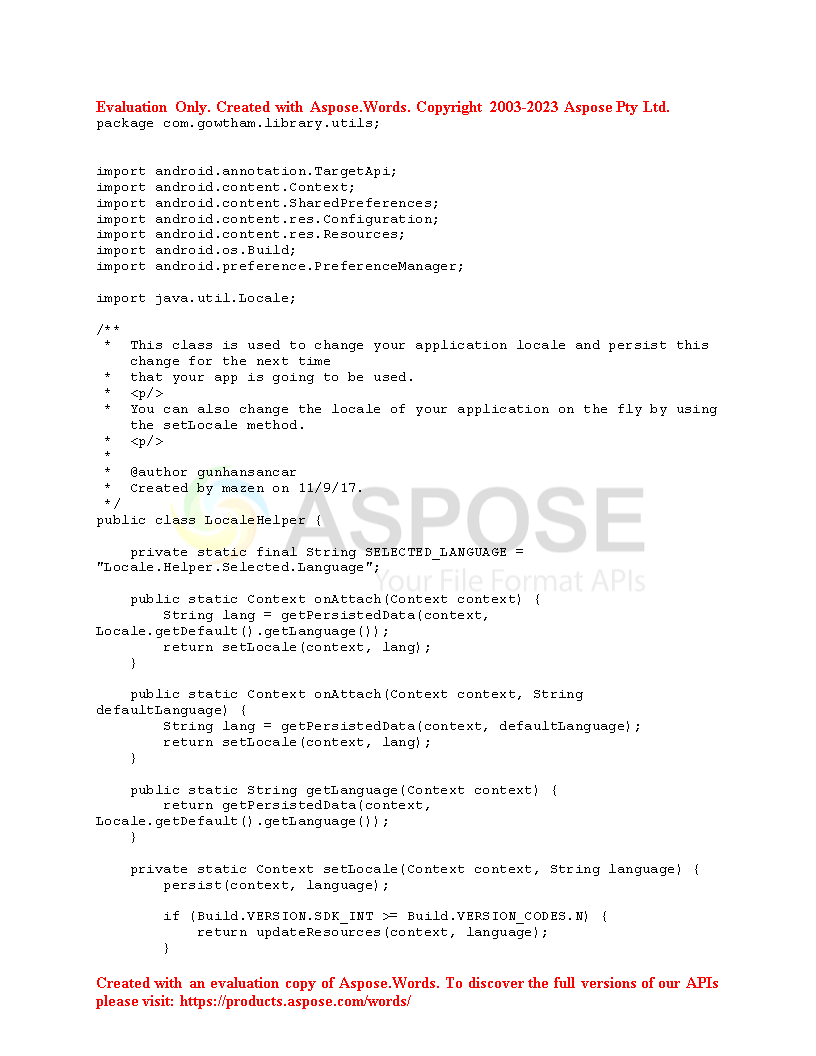 Evaluation Only. Created with Aspose.Words. Copyright 2003-2023 Aspose Pty Ltd.
package com.gowtham.library.utils;
import android.annotation.TargetApi;
import android.content.Context;
import android.content.SharedPreferences;
import android.content.res.Configuration;
import android.content.res.Resources;
import android.os.Build;
import android.preference.PreferenceManager;
import java.util.Locale;
/**
* This class is used to change your application locale and persist this
change for the next time
* that your app is going to be used.
* <p/>
* You can also change the locale of your application on the fly by using
the setLocale method.
* <p/>
*
* @author gunhansancar
* Created by mazen on 11/9/17.
*/
public class LocaleHelper {
ASPOSE
private static final String SELECTED_LANGUAGE =
"Locale.Helper.Selected.Language";
Your File Format APIs
public static Context onAttach(Context context) {
String lang = getPersistedData(context,
Locale.getDefault().getLanguage());
return setLocale(context, lang);
}
public static Context onAttach(Context context, String
defaultLanguage) {
String lang = getPersistedData(context, defaultLanguage);
return setLocale(context, lang);
}
public static String getLanguage(Context context) {
return getPersistedData(context,
Locale.getDefault().getLanguage());
}
private static Context setLocale(Context context, String language) {
persist(context, language);
if (Build.VERSION.SDK_INT >= Build.VERSION_CODES.N) {
return updateResources(context, language);
}
Created with an evaluation copy of Aspose.Words. To discover the full versions of our APIs
please visit: https://products.aspose.com/words/